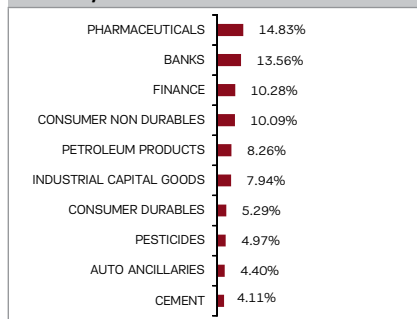 PHARMACEUTICALS 14.83%
BANKS 13.56%
FINANCE 10.28%
CONSUMER NON DURABLES 10.09%
PETROLEUM PRODUCTS 8.26%
INDUSTRIAL CAPITAL GOODS 7.94%
CONSUMER DURABLES 5.29%
PESTICIDES 4.97%
AUTO ANCILLARIES 4.40%
CEMENT 4.11%